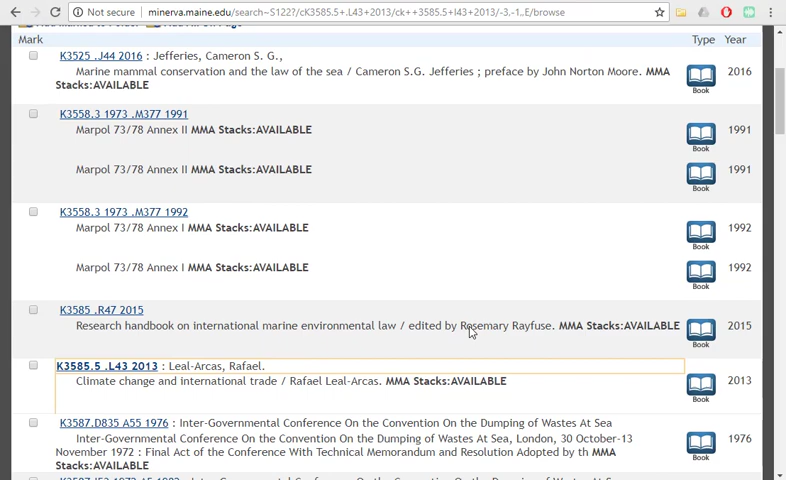 Not secure minerva.maine.edu/search~S122?/cK3585.5+.L43+2013/ck++3585.5+l43+2013/-3,-1,,E/browse
Mark Type Year
K3525 .J44 2016 : Jefferies, Cameron S. G.,
Marine mammal conservation and the law of the sea / Cameron S.G. Jefferies ; preface by John Norton Moore. MMA
Stacks:AVAILABLE
Book
2016
K3558.3 1973 .M377 1991
Marpol 73/78 Annex II MMA Stacks:AVAILABLE
Book
1991
Marpol 73/78 Annex II MMA Stacks:AVAILABLE
Book
1991
K3558.3 1973 .M377 1992
Marpol 73/78 Annex I MMA Stacks:AVAILABLE
Book
1992
Marpol 73/78 Annex I MMA Stacks:AVAILABLE
Book
1992
K3585 .R47 2015
Research handbook on international marine environmental law / edited by Rosemary Rayfuse. MMA Stacks:AVAILABLE
Book
2015
K3585.5 .L43 2013 : Leal-Arcas, Rafael.
Climate change and international trade / Rafael Leal-Arcas. MMA Stacks:AVAILABLE
Book
2013
K3587.D835 A55 1976 : Inter-Governmental Conference On the Convention On the Dumping of Wastes At Sea
Inter-Governmental Conference On the Convention On the Dumping of Wastes At Sea, London, 30 October-13
November 1972 : Final Act of the Conference With Technical Memorandum and Resolution Adopted by th MMA
Stacks:AVAILABLE
Book
1976